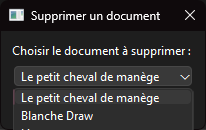 Supprimer un document
Choisir le document à supprimer :
Le petit cheval de manège
Le petit cheval de manège
Blanche Draw